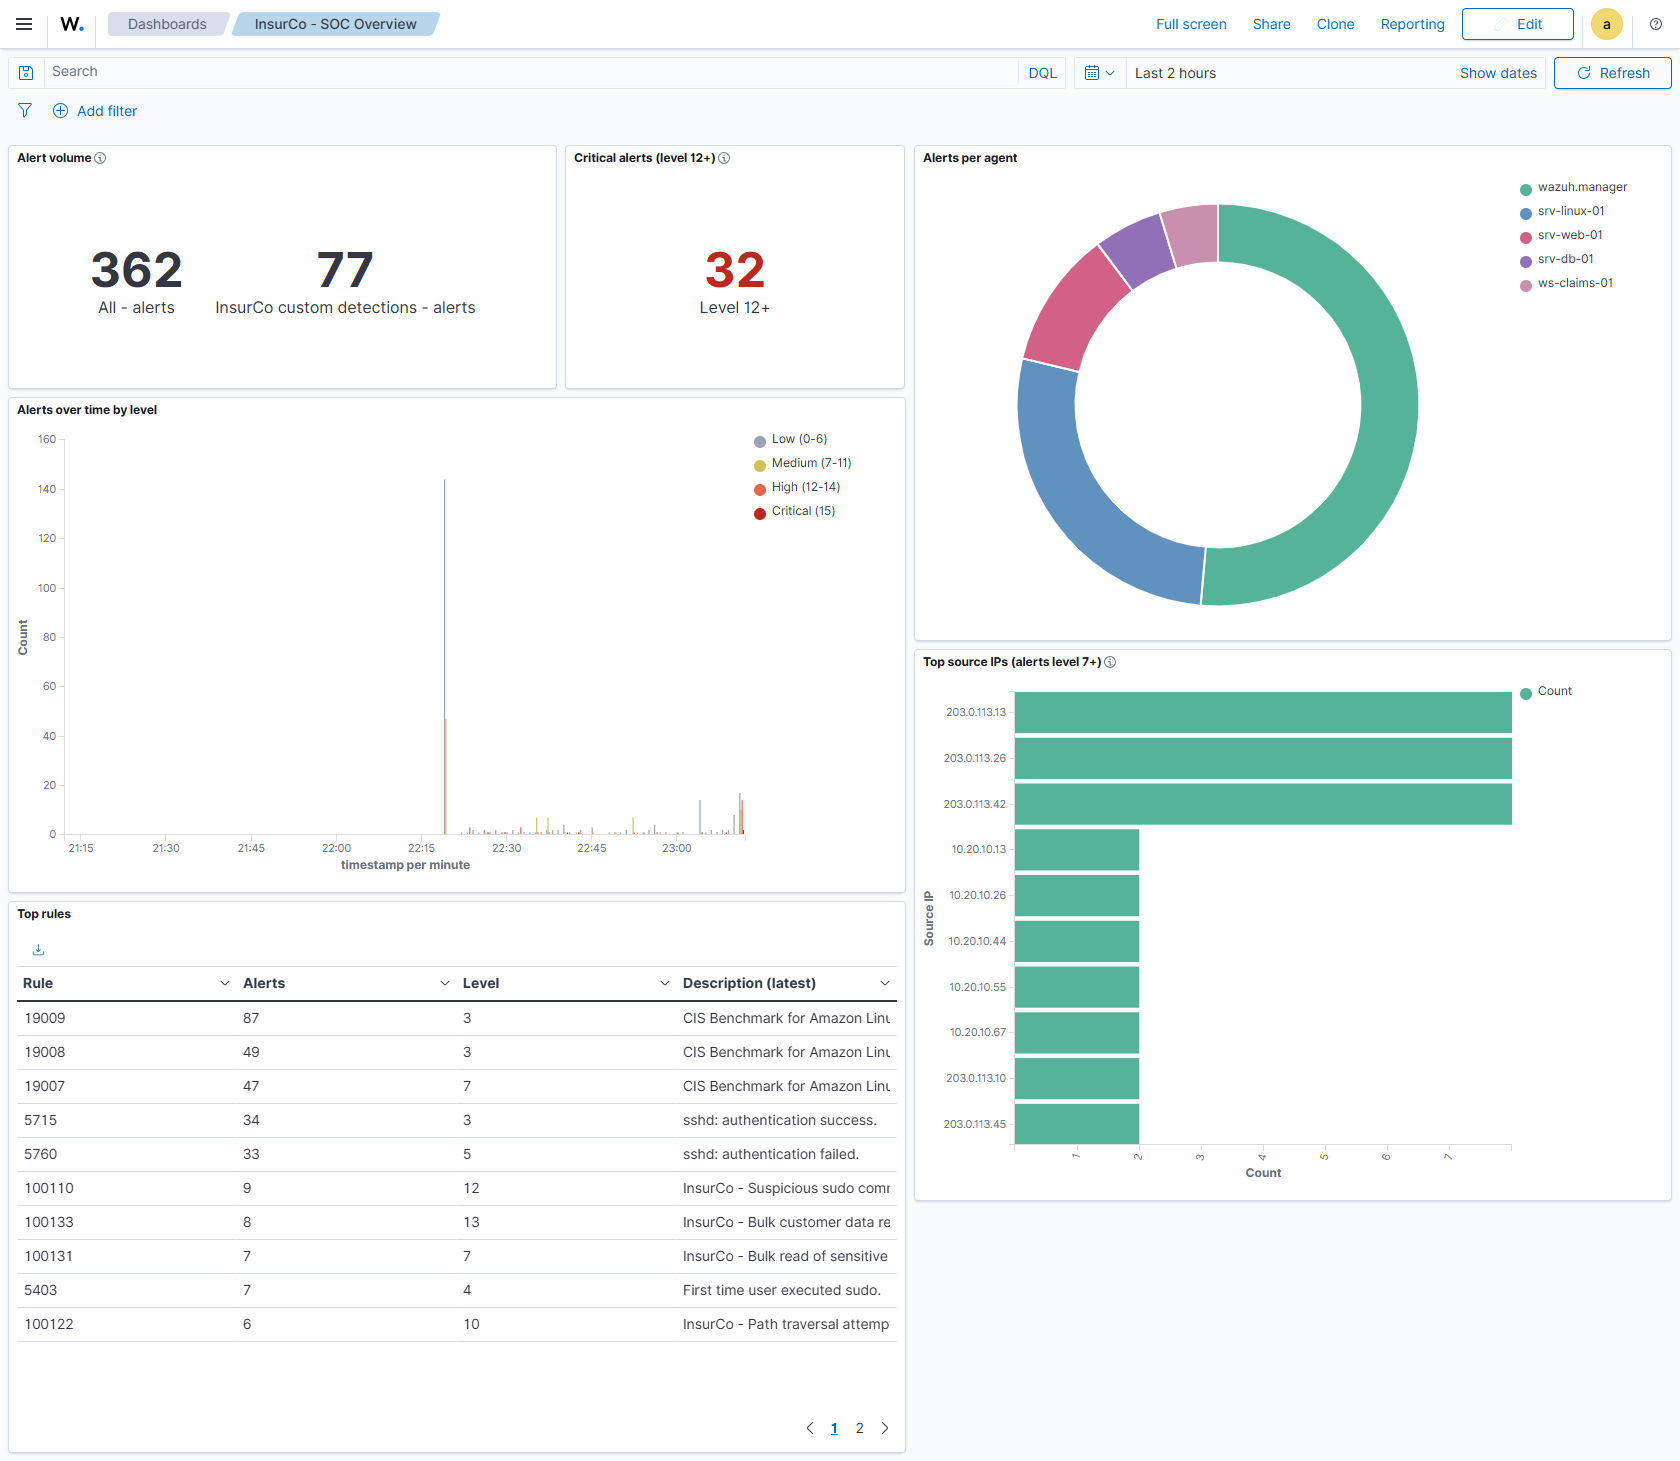 W.
Dashboards
InsurCo - SOC Overview
Full screen
Share
Clone
Reporting
Edit
a
Search
DQL
Last 2 hours
Show dates
Refresh
Add filter
Alert volume
362
All - alerts
77
InsurCo custom detections - alerts
Critical alerts (level 12+)
32
Level 12+
Alerts per agent
wazuh.manager
srv-linux-01
srv-web-01
srv-db-01
ws-claims-01
Alerts over time by level
160
140
120
100
80
60
40
20
0
Count
21:15
21:30
21:45
22:00
22:15
22:30
22:45
23:00
timestamp per minute
Low (0-6)
Medium (7-11)
High (12-14)
Critical (15)
Top source IPs (alerts level 7+)
Count
203.0.113.13
203.0.113.26
203.0.113.42
10.20.10.13
10.20.10.26
10.20.10.44
10.20.10.55
10.20.10.67
203.0.113.10
203.0.113.45
Source IP
1
2
3
4
5
6
7
Count
Top rules
Rule Alerts Level Description (latest)
19009 87 3 CIS Benchmark for Amazon Linu
19008 49 3 CIS Benchmark for Amazon Linu
19007 47 7 CIS Benchmark for Amazon Linu
5715 34 3 sshd: authentication success.
5760 33 5 sshd: authentication failed.
100110 9 12 InsurCo - Suspicious sudo comm
100133 8 13 InsurCo - Bulk customer data re
100131 7 7 InsurCo - Bulk read of sensitive
5403 7 4 First time user executed sudo.
100122 6 10 InsurCo - Path traversal attemp
1 2